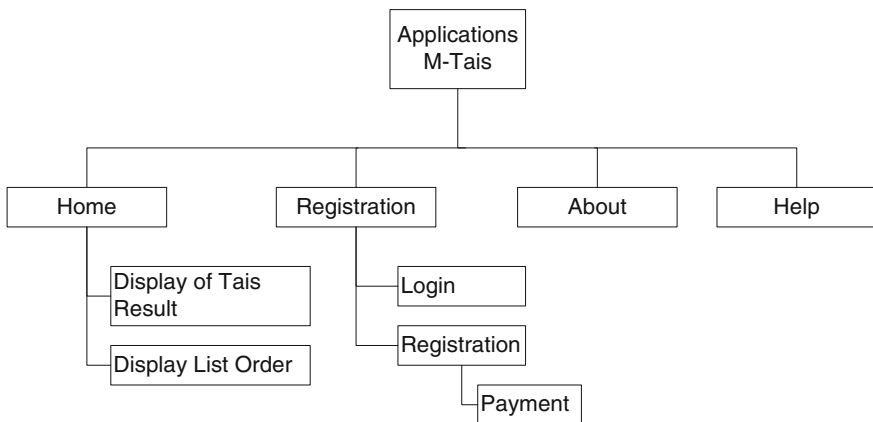 Applications
M-Tais
Home
Registration
About
Help
Display of Tais
Result
Display List Order
Login
Registration
Payment